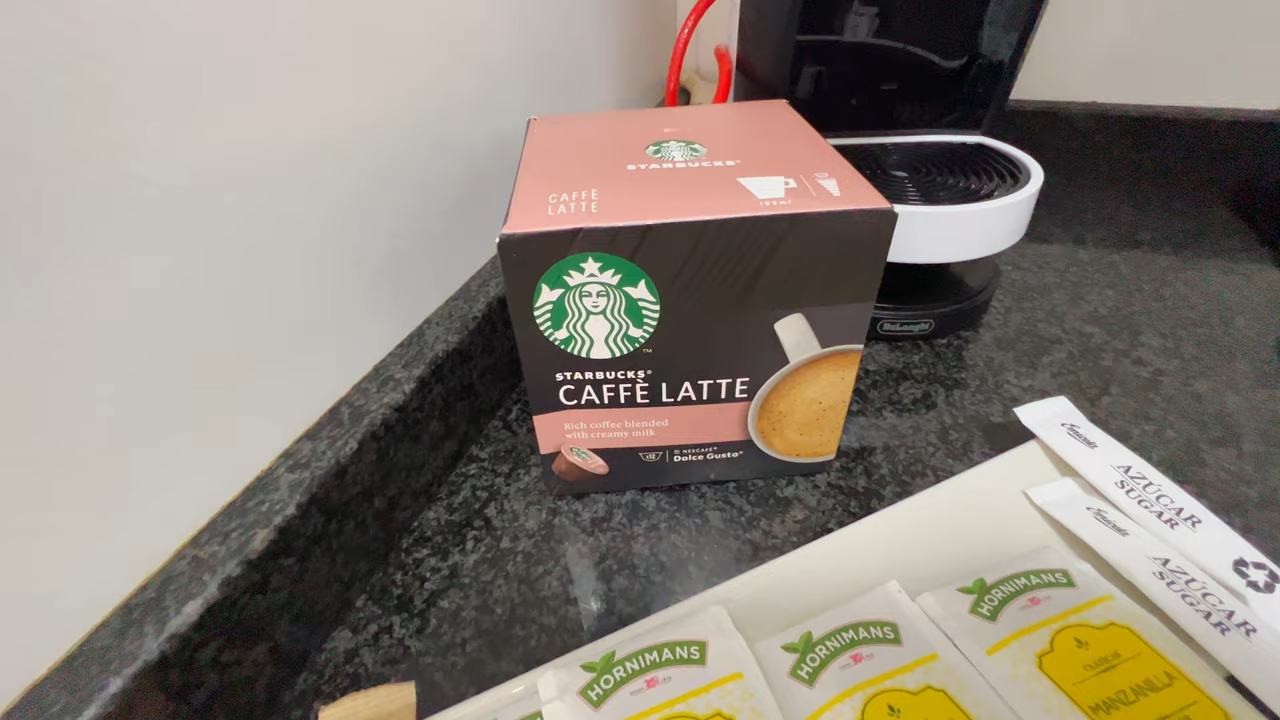 STARBUCKS®
CAFFÈ
LATTE
STARBUCKS®
CAFFÈ LATTE
Rich coffee blended
with creamy milk
x12
NESCAFÉ®
Dolce Gusto®
DeLonghi
AZÚCAR
SUGAR
AZÚCAR
SUGAR
HORNIMANS
HORNIMANS
HORNIMANS
CLÁSICAS
MANZANILLA